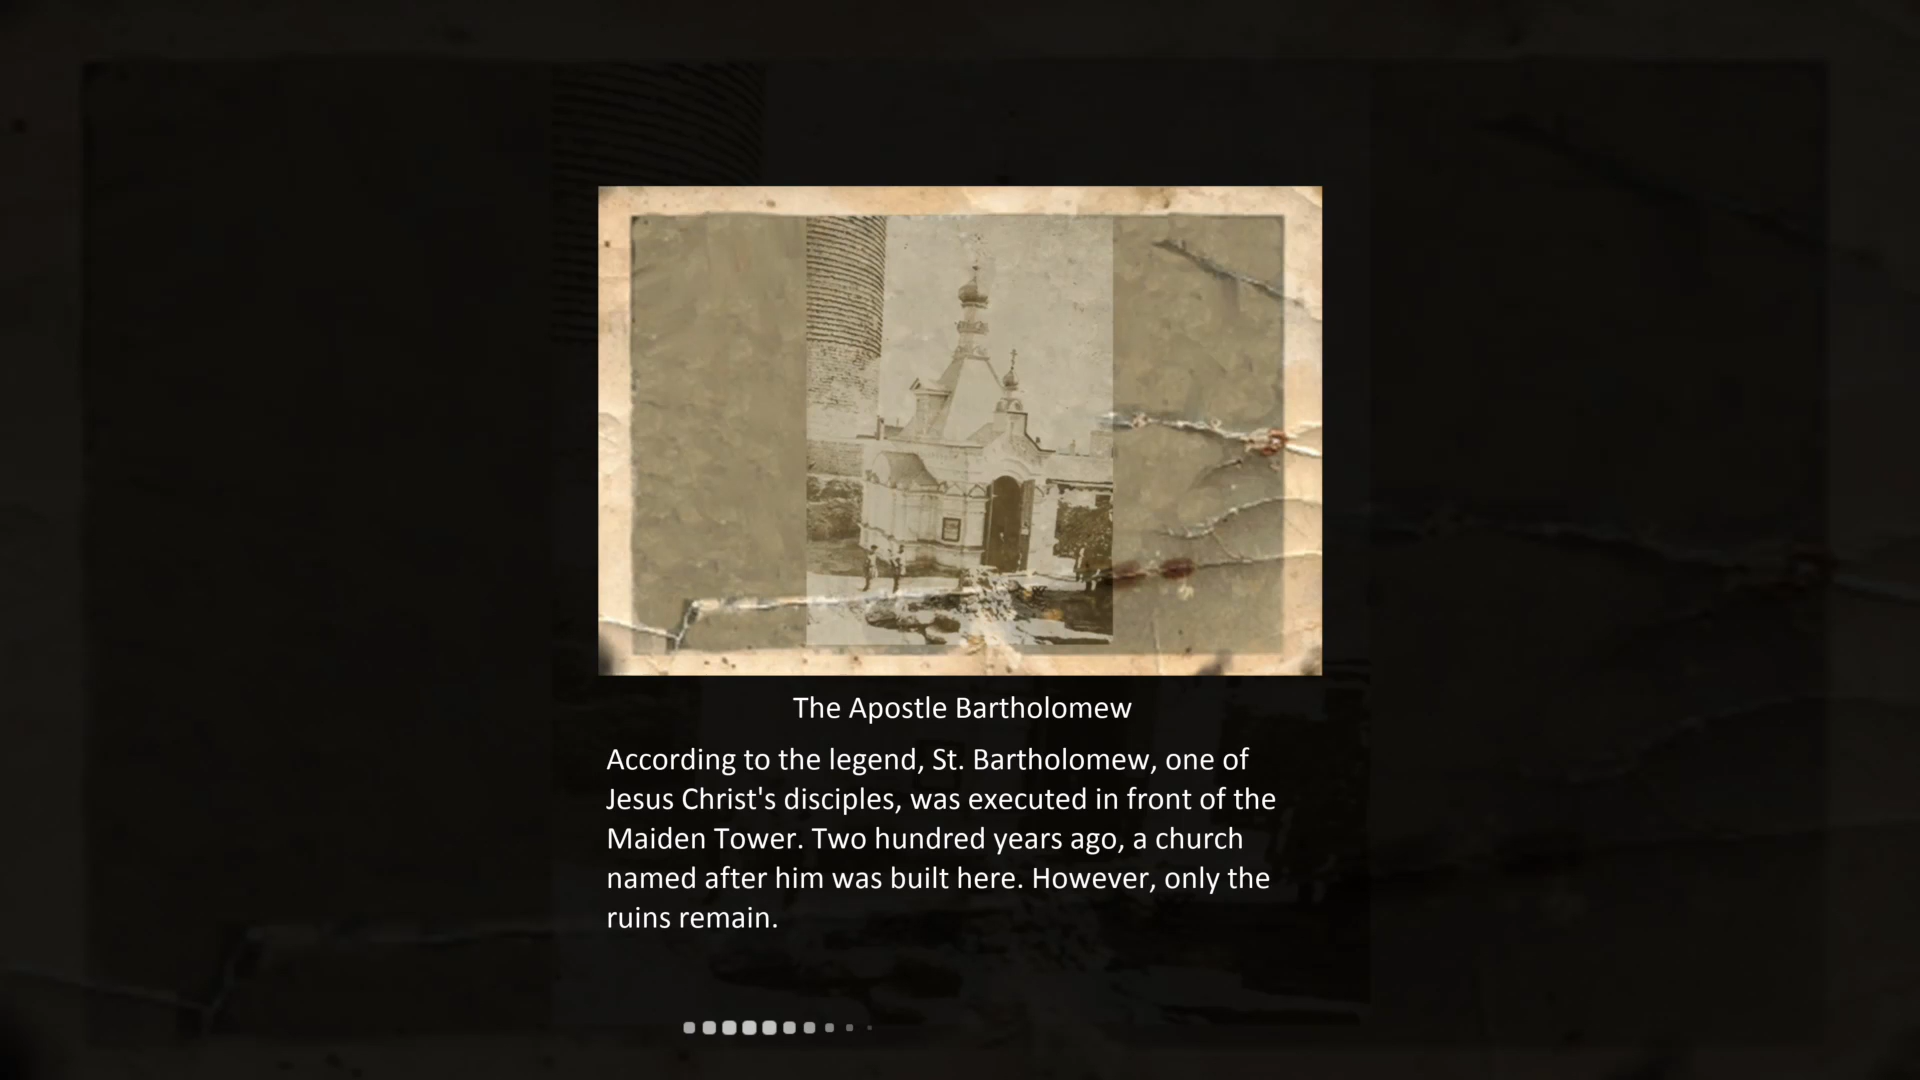 The Apostle Bartholomew
According to the legend, St. Bartholomew, one of
Jesus Christ's disciples, was executed in front of the
Maiden Tower. Two hundred years ago, a church
named after him was built here. However, only the
ruins remain.